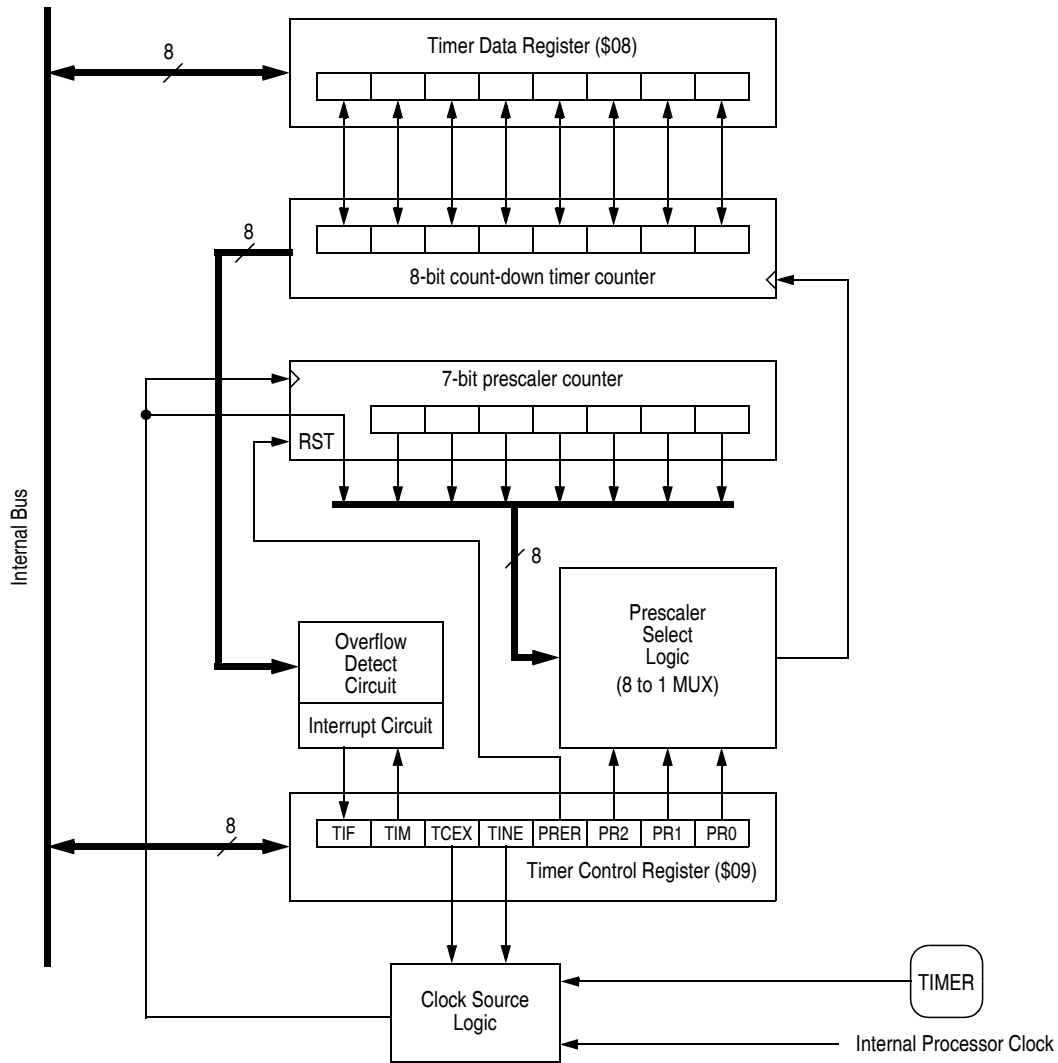 8
Timer Data Register ($08)
8
8-bit count-down timer counter
7-bit prescaler counter
RST
Internal Bus
8
Prescaler
Select
Logic
(8 to 1 MUX)
Overflow
Detect
Circuit
Interrupt Circuit
8
TIF TIM TCEX TINE PRER PR2 PR1 PR0
Timer Control Register ($09)
Clock Source
Logic
TIMER
Internal Processor Clock